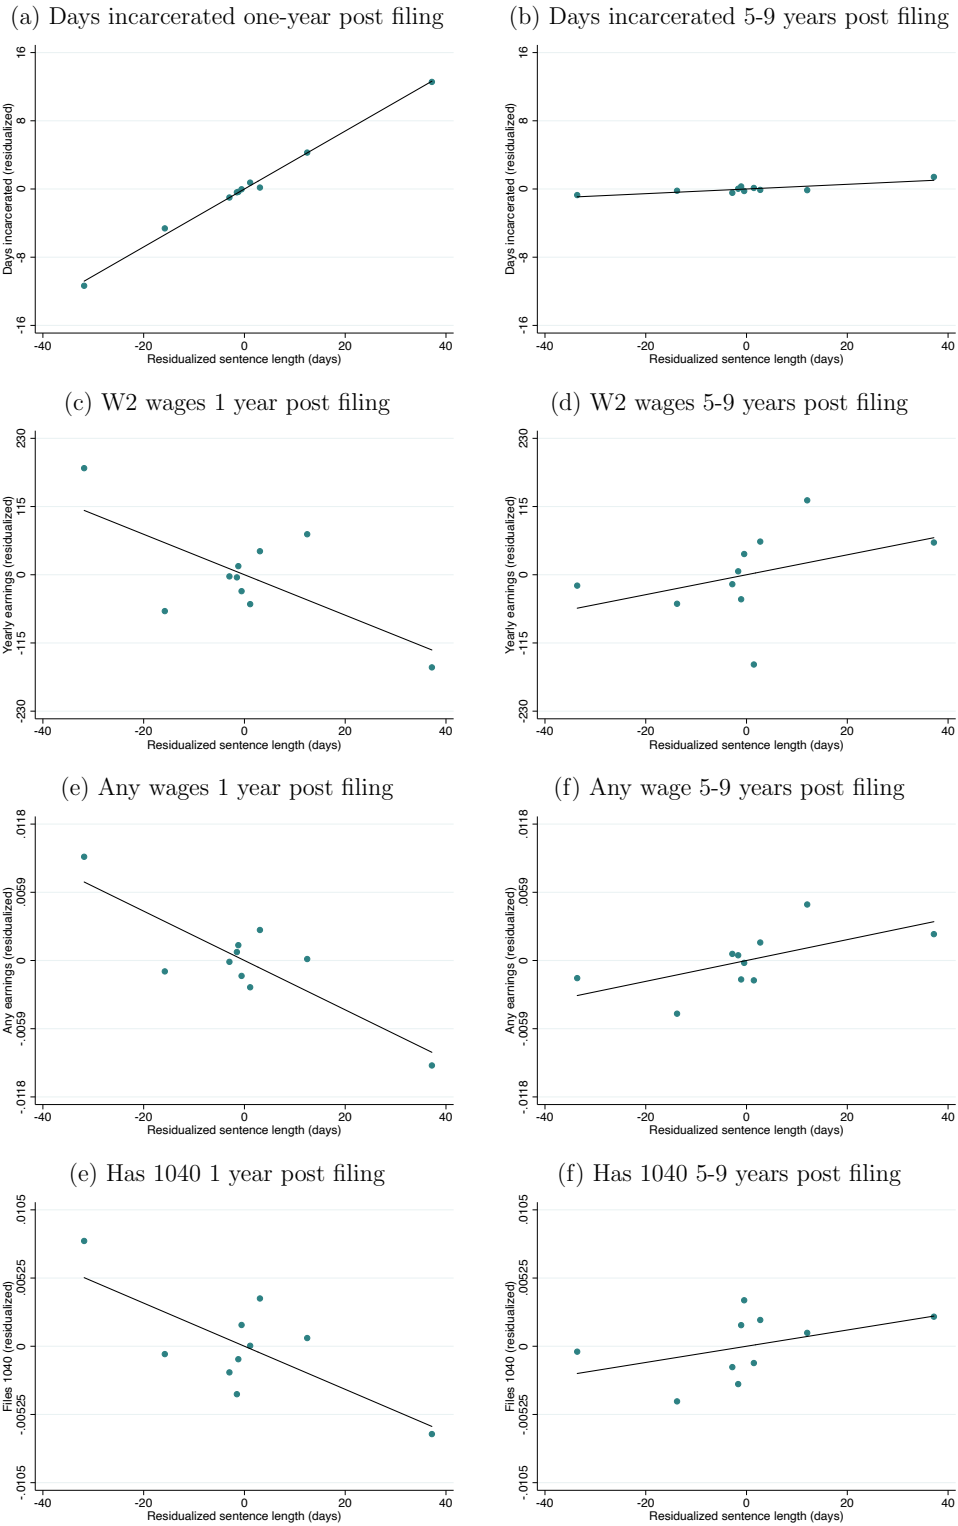 (a) Days incarcerated one-year post filing
Days incarcerated (residualized)
16
8
0
-8
-16
-40 -20 0 20 40
Residualized sentence length (days)
(b) Days incarcerated 5-9 years post filing
Days incarcerated (residualized)
16
8
0
-8
-16
-40 -20 0 20 40
Residualized sentence length (days)
(c) W2 wages 1 year post filing
Yearly earnings (residualized)
230
115
0
-115
-230
-40 -20 0 20 40
Residualized sentence length (days)
(d) W2 wages 5-9 years post filing
Yearly earnings (residualized)
230
115
0
-115
-230
-40 -20 0 20 40
Residualized sentence length (days)
(e) Any wages 1 year post filing
Any earnings (residualized)
.0118
.0059
0
-.0059
-.0118
-40 -20 0 20 40
Residualized sentence length (days)
(f) Any wage 5-9 years post filing
Any earnings (residualized)
.0118
.0059
0
-.0059
-.0118
-40 -20 0 20 40
Residualized sentence length (days)
(e) Has 1040 1 year post filing
Files 1040 (residualized)
.0105
.00525
0
-.00525
-.0105
-40 -20 0 20 40
Residualized sentence length (days)
(f) Has 1040 5-9 years post filing
Files 1040 (residualized)
.0105
.00525
0
-.00525
-.0105
-40 -20 0 20 40
Residualized sentence length (days)